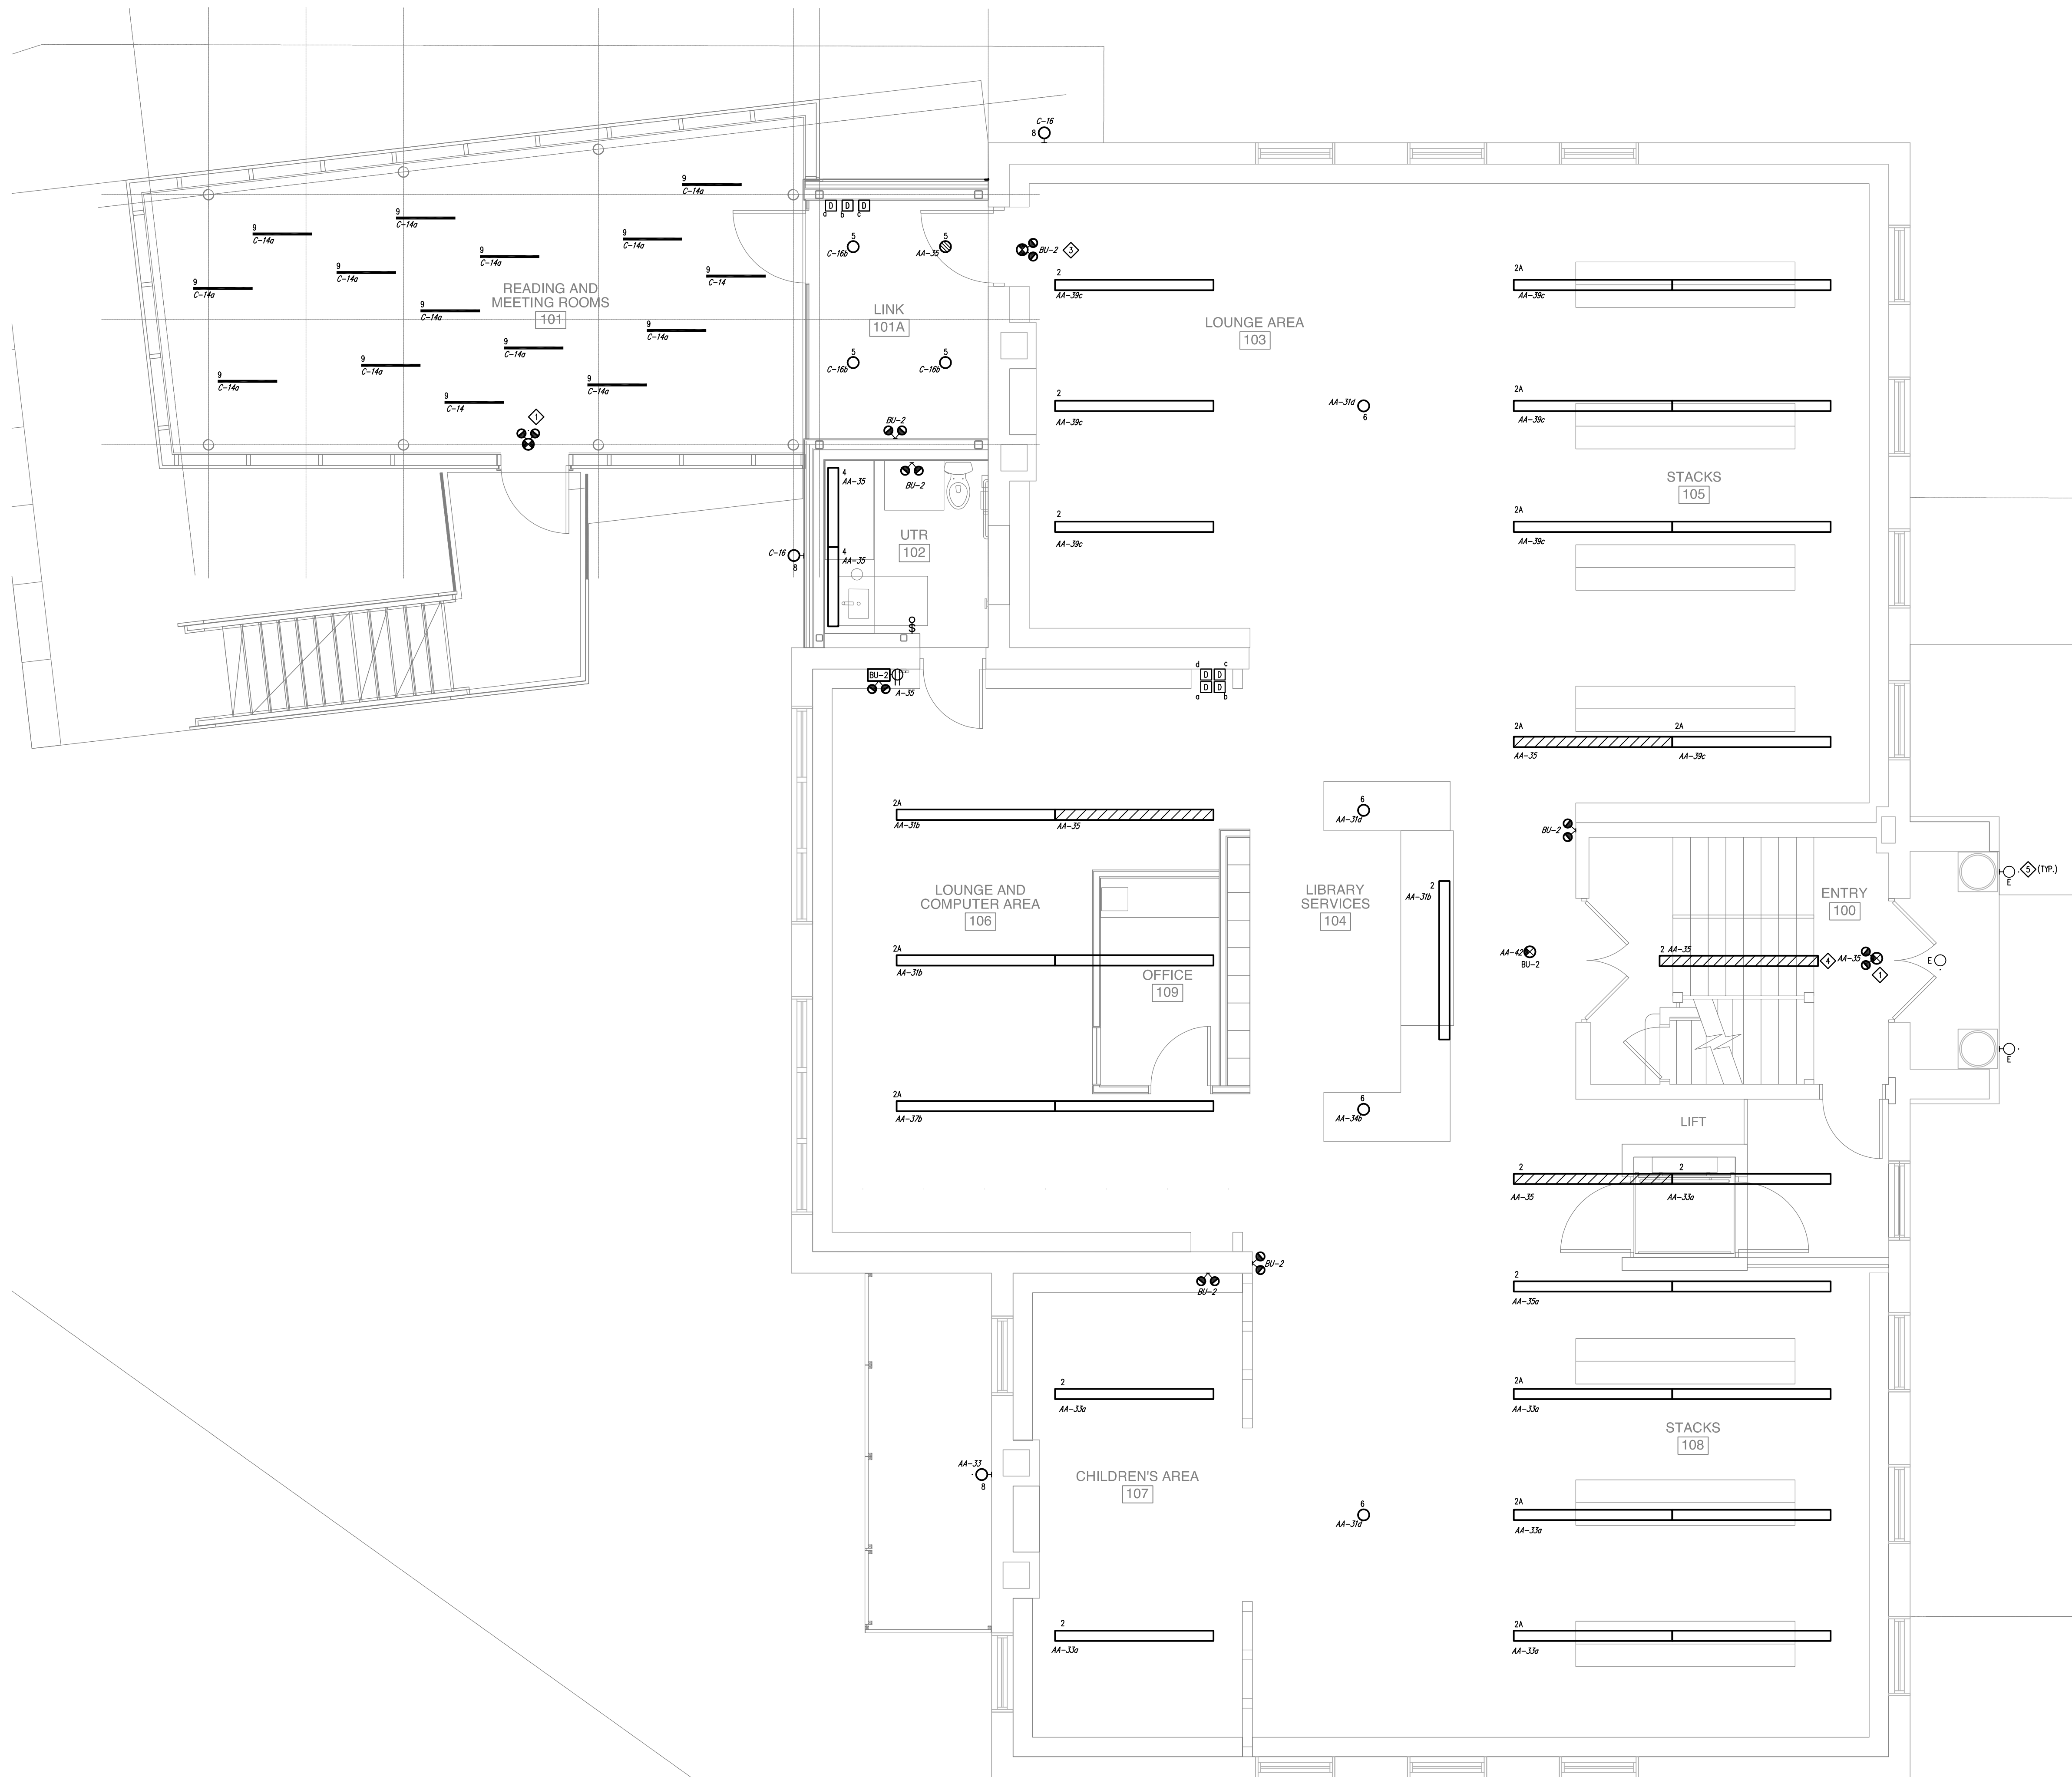 C-16
8
9
C-14a
9
C-14a
9
C-14a
9
C-14a
9
C-14a
9
C-14a
9
C-14
9
C-14a
9
C-14a
9
C-14a
9
C-14a
9
C-14a
9
C-14a
9
C-14a
9
C-14
READING AND
MEETING ROOMS
101
1
D D D
a b c
5
C-16b
5
AA-35
LINK
101A
5
C-16b
5
C-16b
BU-2
BU-2 3
2
AA-39c
2A
AA-39c
LOUNGE AREA
103
2
AA-39c
AA-31d
6
2A
AA-39c
STACKS
105
2
AA-39c
2A
AA-39c
4
AA-35
BU-2
UTR
102
4
AA-35
C-16
8
$
BU-2
A-35
d c
D D
D D
a b
2A
AA-35
2A
AA-39c
2A
AA-31b
AA-35
6
AA-31d
BU-2
LOUNGE AND
COMPUTER AREA
106
LIBRARY
SERVICES
104
2
AA-31b
ENTRY
100
5 (TYP.)
E
2A
AA-31b
OFFICE
109
AA-42
BU-2
2 AA-35
4
AA-35
1
E
E
2A
AA-37b
6
AA-34b
LIFT
2
AA-35
2
AA-33a
BU-2
BU-2
2
AA-35a
2
AA-33a
2A
AA-33a
STACKS
108
AA-33
8
CHILDREN'S AREA
107
6
AA-31d
2A
AA-33a
2
AA-33a
2A
AA-33a